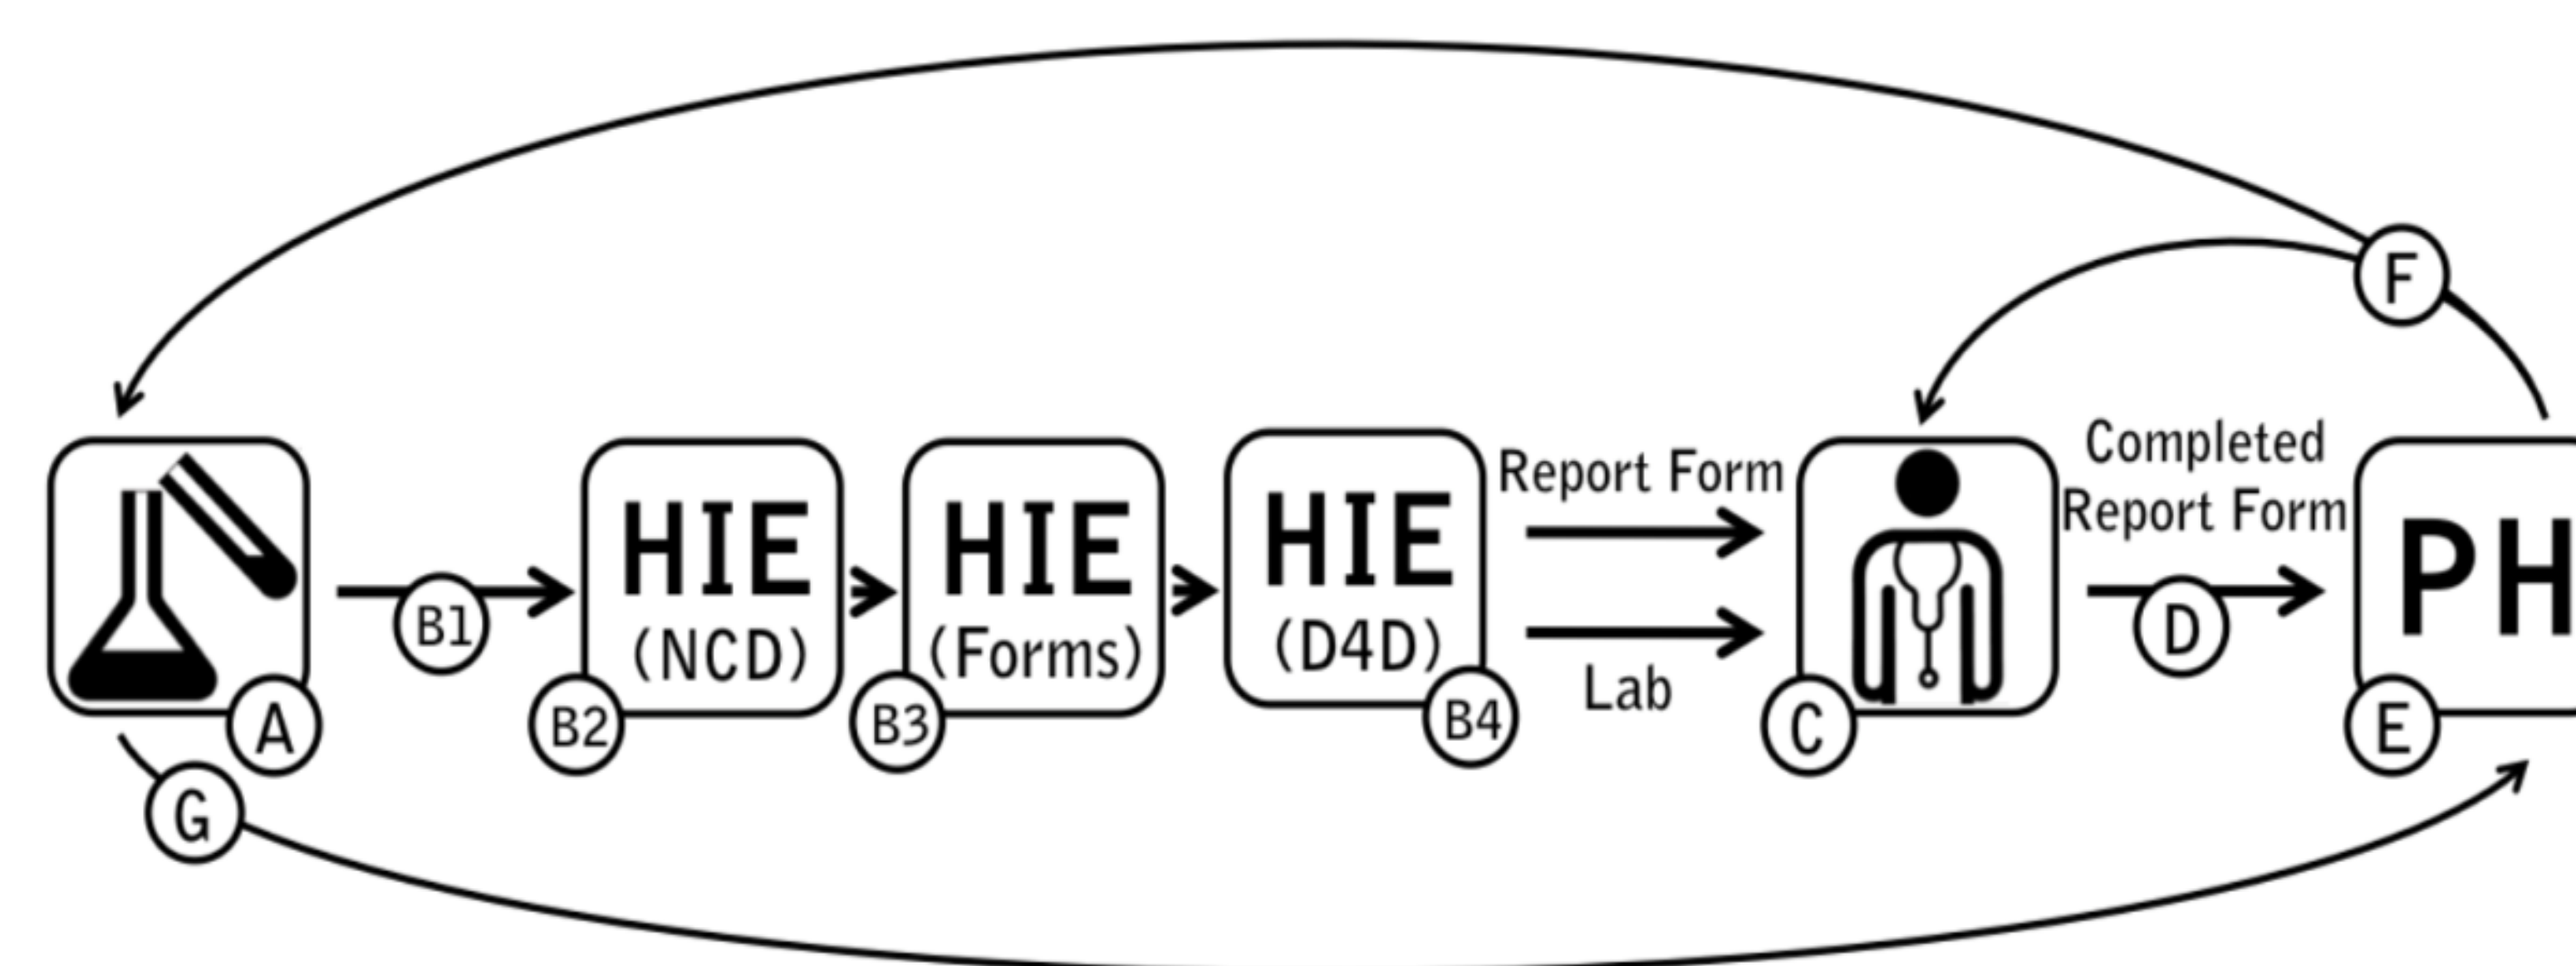 F
Completed
Report Form
Report Form
HIE
(NCD)
HIE
(Forms)
HIE
(D4D)
PH
Lab
B1
D
A
B2
B3
B4
C
E
G